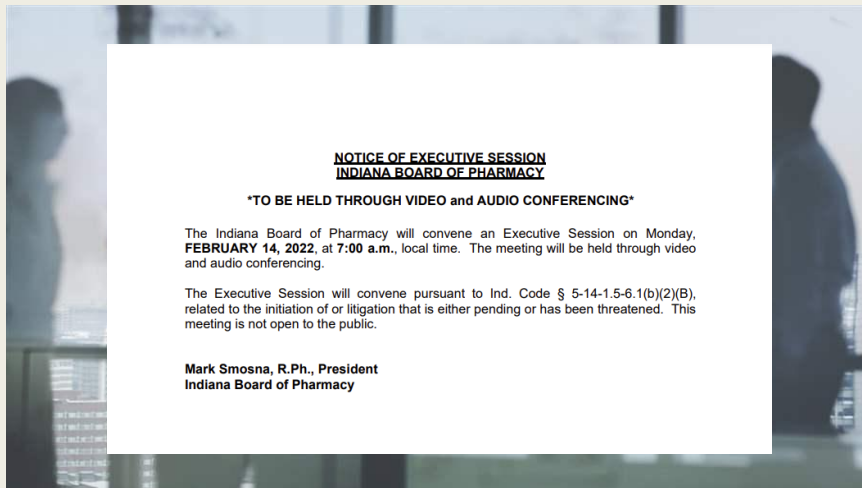 NOTICE OF EXECUTIVE SESSION
INDIANA BOARD OF PHARMACY
*TO BE HELD THROUGH VIDEO and AUDIO CONFERENCING*
The Indiana Board of Pharmacy will convene an Executive Session on Monday,
FEBRUARY 14, 2022, at 7:00 a.m., local time. The meeting will be held through video
and audio conferencing.
The Executive Session will convene pursuant to Ind. Code § 5-14-1.5-6.1(b)(2)(B),
related to the initiation of or litigation that is either pending or has been threatened. This
meeting is not open to the public.
Mark Smosna, R.Ph., President
Indiana Board of Pharmacy